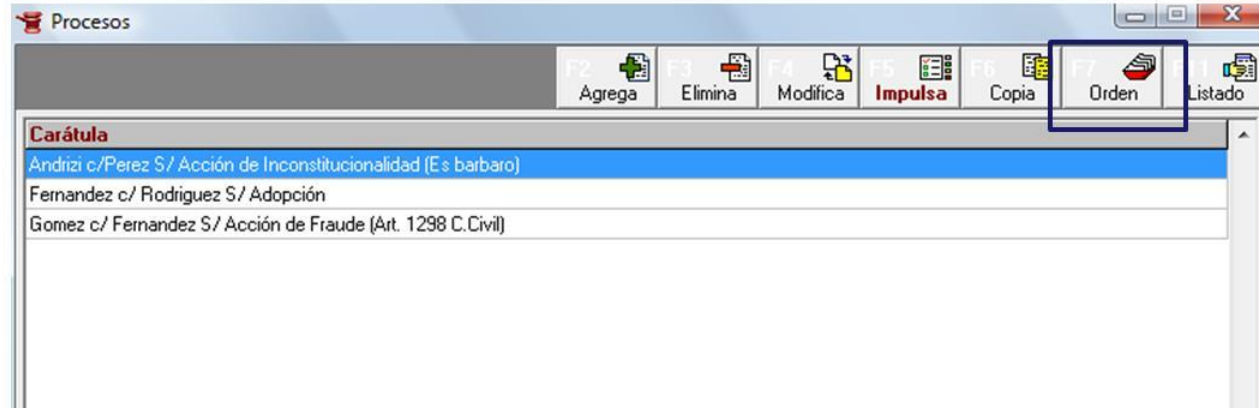 Procesos
F2 F3 F4 F5 F6 F7 F11
Agrega Elimina Modifica Impulsa Copia Orden Listado
Carátula
Andrizi c/Perez S/ Acción de Inconstitucionalidad (Es barbaro)
Fernandez c/ Rodriguez S/ Adopción
Gomez c/ Fernandez S/ Acción de Fraude (Art. 1298 C.Civil)